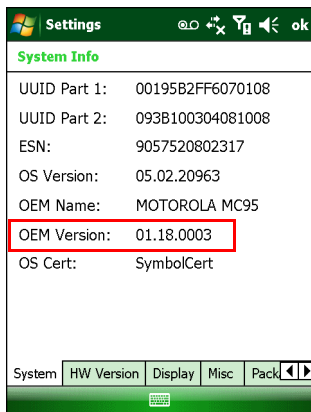 Settings ok
System Info
UUID Part 1: 00195B2FF6070108
UUID Part 2: 093B100304081008
ESN: 9057520802317
OS Version: 05.02.20963
OEM Name: MOTOROLA MC95
OEM Version: 01.18.0003
OS Cert: SymbolCert
System HW Version Display Misc Pack